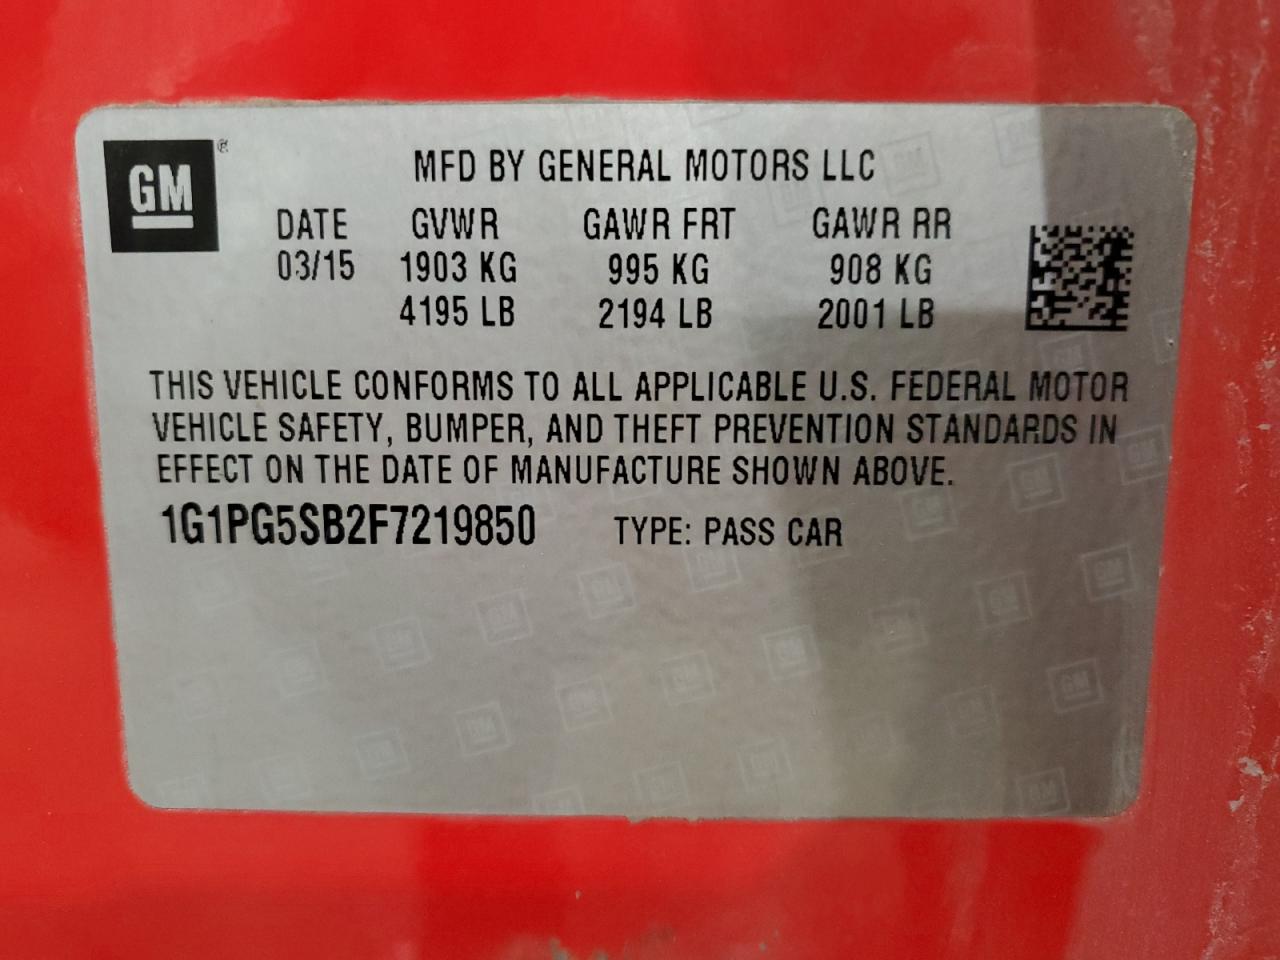 GM®
MFD BY GENERAL MOTORS LLC
DATE GVWR GAWR FRT GAWR RR
03/15 1903 KG 995 KG 908 KG
4195 LB 2194 LB 2001 LB
THIS VEHICLE CONFORMS TO ALL APPLICABLE U.S. FEDERAL MOTOR
VEHICLE SAFETY, BUMPER, AND THEFT PREVENTION STANDARDS IN
EFFECT ON THE DATE OF MANUFACTURE SHOWN ABOVE.
1G1PG5SB2F7219850 TYPE: PASS CAR